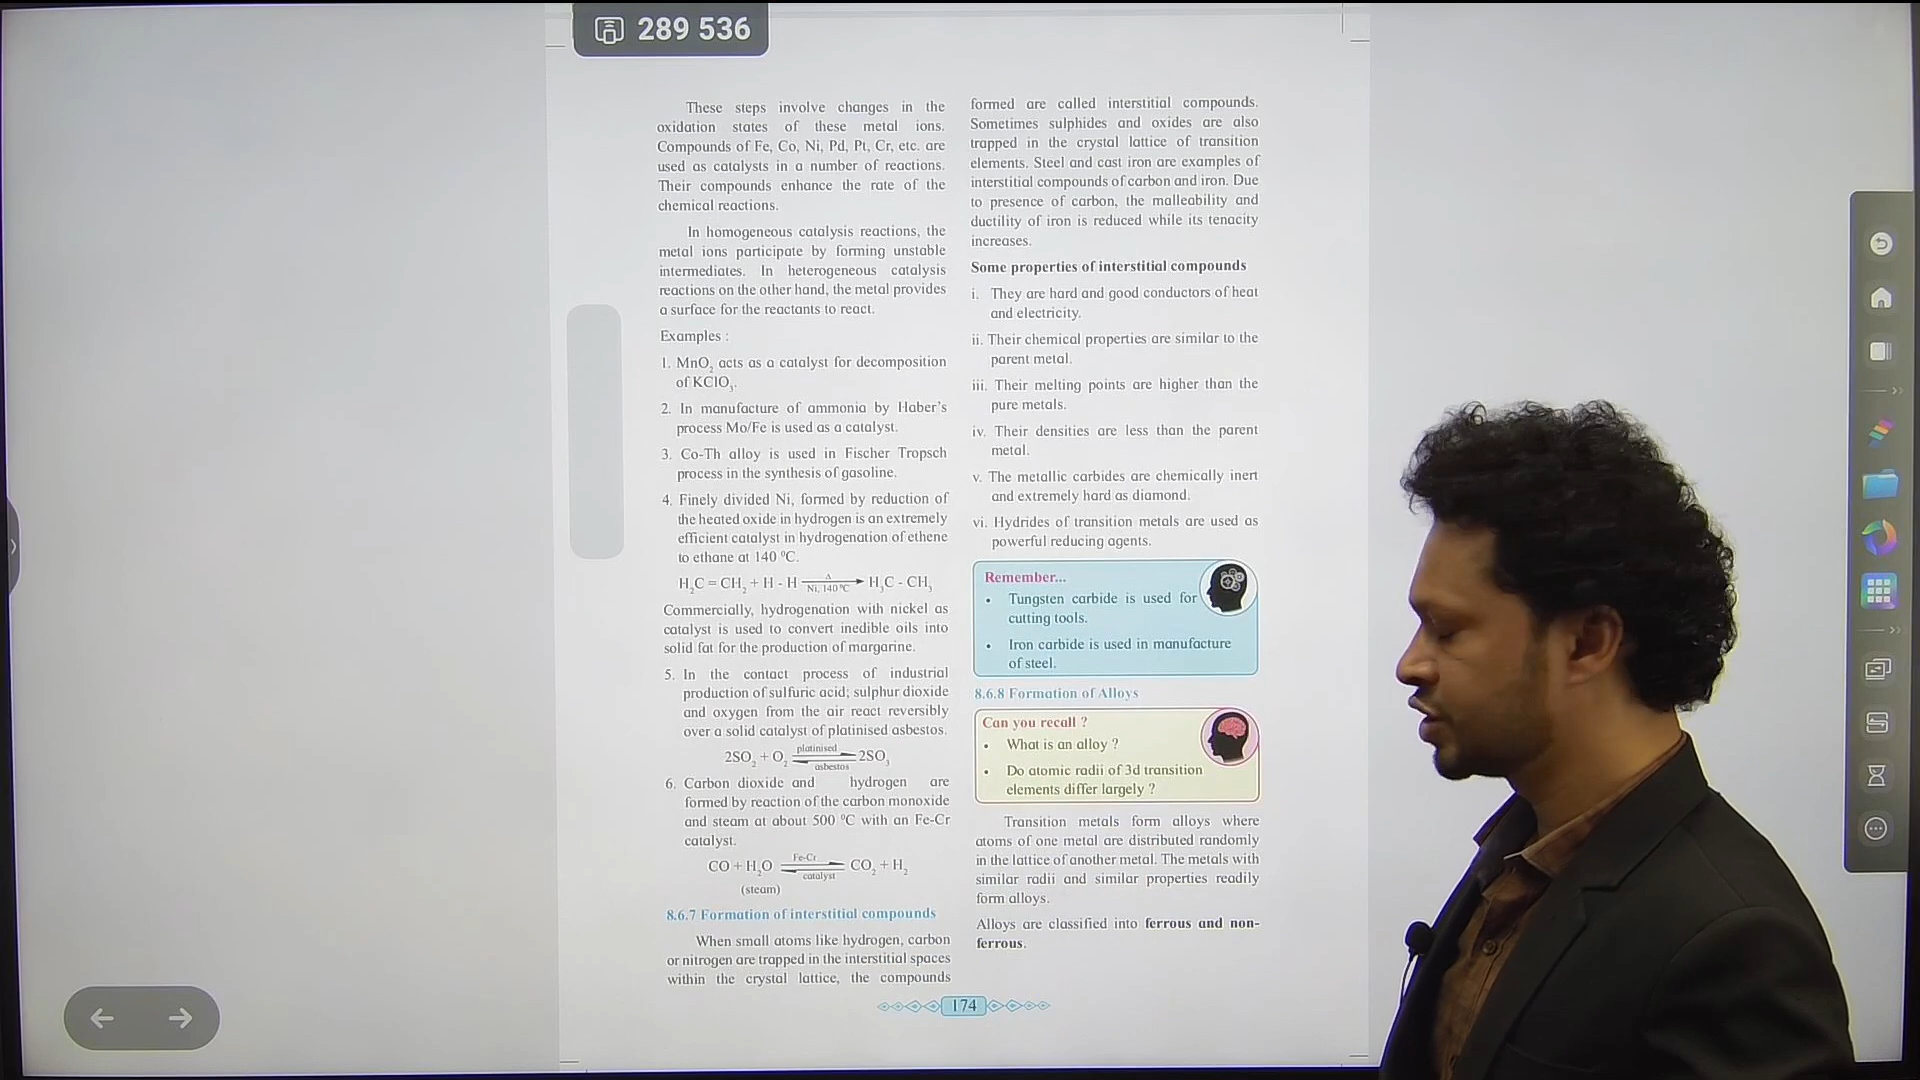 289 536
These steps involve changes in the
oxidation states of these metal ions.
Compounds of Fe, Co, Ni, Pd, Pt, Cr, etc. are
used as catalysts in a number of reactions.
Their compounds enhance the rate of the
chemical reactions.
In homogeneous catalysis reactions, the
metal ions participate by forming unstable
intermediates. In heterogeneous catalysis
reactions on the other hand, the metal provides
a surface for the reactants to react.
Examples :
1. MnO₂ acts as a catalyst for decomposition
of KClO₃.
2. In manufacture of ammonia by Haber's
process Mo/Fe is used as a catalyst.
3. Co-Th alloy is used in Fischer Tropsch
process in the synthesis of gasoline.
4. Finely divided Ni, formed by reduction of
the heated oxide in hydrogen is an extremely
efficient catalyst in hydrogenation of ethene
to ethane at 140 ⁰C.
Δ
H₂C = CH₂ + H - H ⟶ H₃C - CH₃
Ni, 140 ⁰C
Commercially, hydrogenation with nickel as
catalyst is used to convert inedible oils into
solid fat for the production of margarine.
5. In the contact process of industrial
production of sulfuric acid; sulphur dioxide
and oxygen from the air react reversibly
over a solid catalyst of platinised asbestos.
platinised
2SO₂ + O₂ ⇌ 2SO₃
asbestos
6. Carbon dioxide and hydrogen are
formed by reaction of the carbon monoxide
and steam at about 500 ⁰C with an Fe-Cr
catalyst.
Fe-Cr
CO + H₂O ⇌ CO₂ + H₂
catalyst
(steam)
8.6.7 Formation of interstitial compounds
When small atoms like hydrogen, carbon
or nitrogen are trapped in the interstitial spaces
within the crystal lattice, the compounds
formed are called interstitial compounds.
Sometimes sulphides and oxides are also
trapped in the crystal lattice of transition
elements. Steel and cast iron are examples of
interstitial compounds of carbon and iron. Due
to presence of carbon, the malleability and
ductility of iron is reduced while its tenacity
increases.
Some properties of interstitial compounds
i. They are hard and good conductors of heat
and electricity.
ii. Their chemical properties are similar to the
parent metal.
iii. Their melting points are higher than the
pure metals.
iv. Their densities are less than the parent
metal.
v. The metallic carbides are chemically inert
and extremely hard as diamond.
vi. Hydrides of transition metals are used as
powerful reducing agents.
Remember...
• Tungsten carbide is used for
cutting tools.
• Iron carbide is used in manufacture
of steel.
8.6.8 Formation of Alloys
Can you recall ?
• What is an alloy ?
• Do atomic radii of 3d transition
elements differ largely ?
Transition metals form alloys where
atoms of one metal are distributed randomly
in the lattice of another metal. The metals with
similar radii and similar properties readily
form alloys.
Alloys are classified into ferrous and non-
ferrous.
174